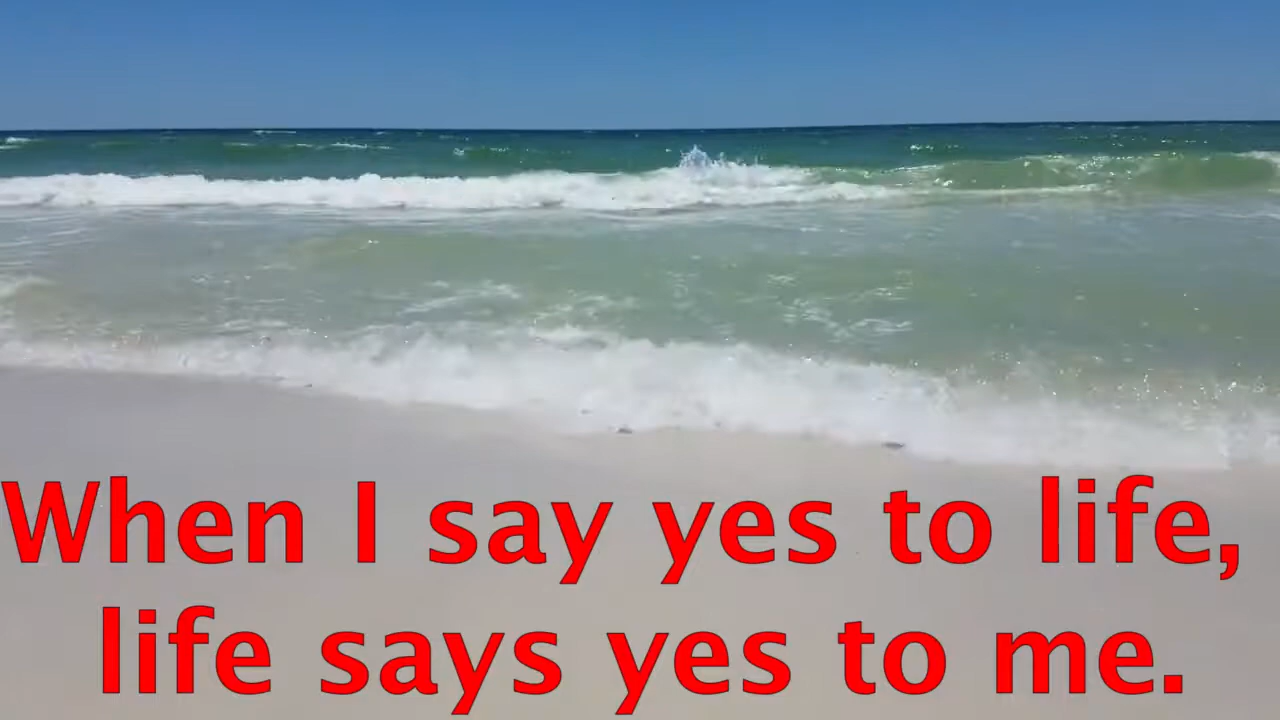 When I say yes to life,
life says yes to me.